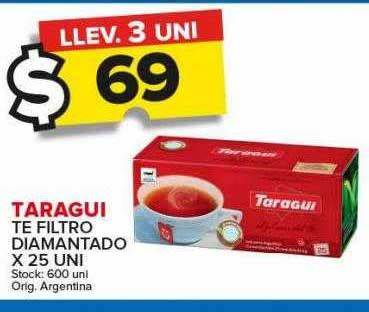 LLEV. 3 UNI
$ 69
TARAGUI
TE FILTRO
DIAMANTADO
X 25 UNI
Stock: 600 uni
Orig. Argentina
Taragui
Taragui